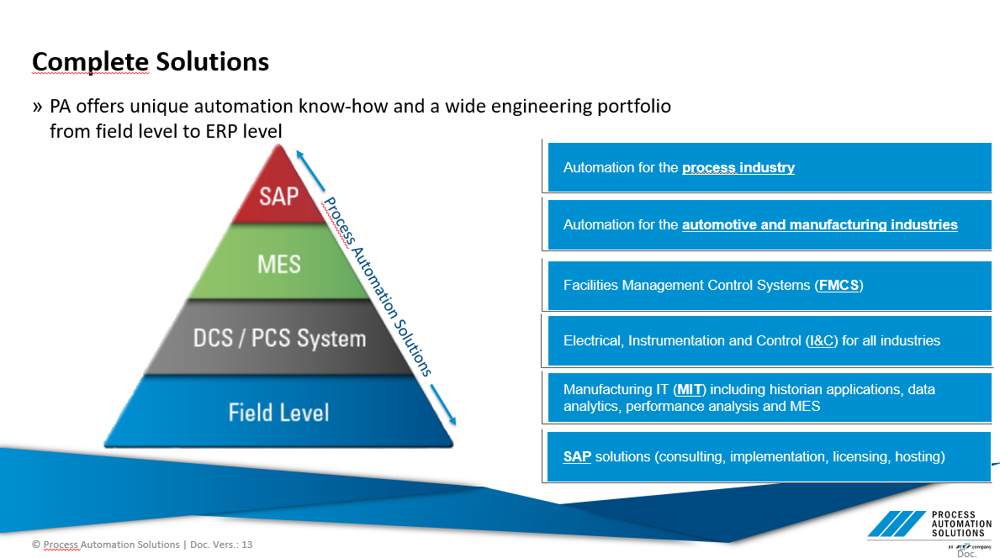 Complete Solutions
» PA offers unique automation know-how and a wide engineering portfolio
from field level to ERP level
SAP
MES
DCS / PCS System
Field Level
Process Automation Solutions
Automation for the process industry
Automation for the automotive and manufacturing industries
Facilities Management Control Systems (FMCS)
Electrical, Instrumentation and Control (I&C) for all industries
Manufacturing IT (MIT) including historian applications, data
analytics, performance analysis and MES
SAP solutions (consulting, implementation, licensing, hosting)
© Process Automation Solutions | Doc. Vers.: 13
PROCESS
AUTOMATION
SOLUTIONS
an ATS company
Doc.